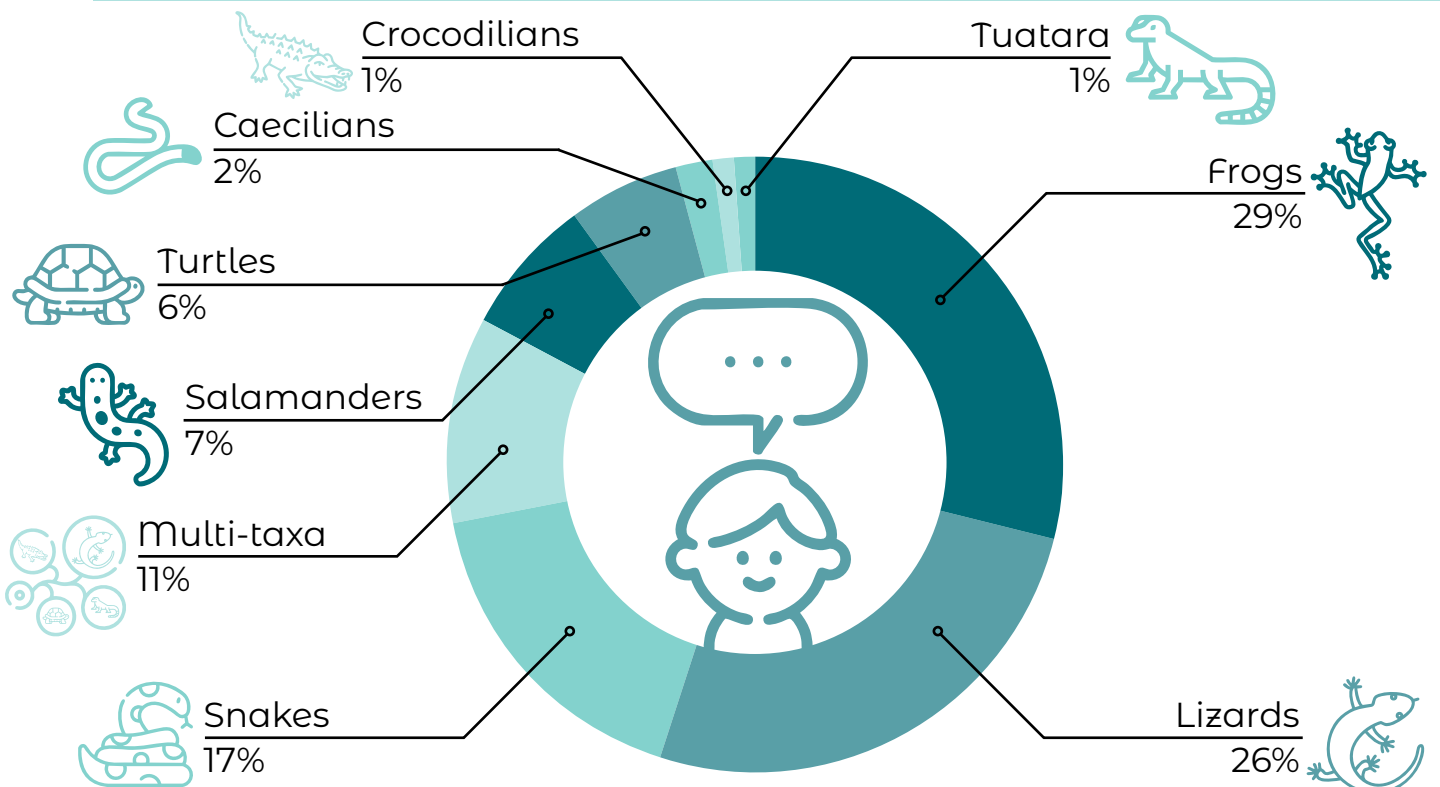 Crocodilians
1%
Tuatara
1%
Caecilians
2%
Frogs
29%
Turtles
6%
Salamanders
7%
Multi-taxa
11%
Snakes
17%
Lizards
26%